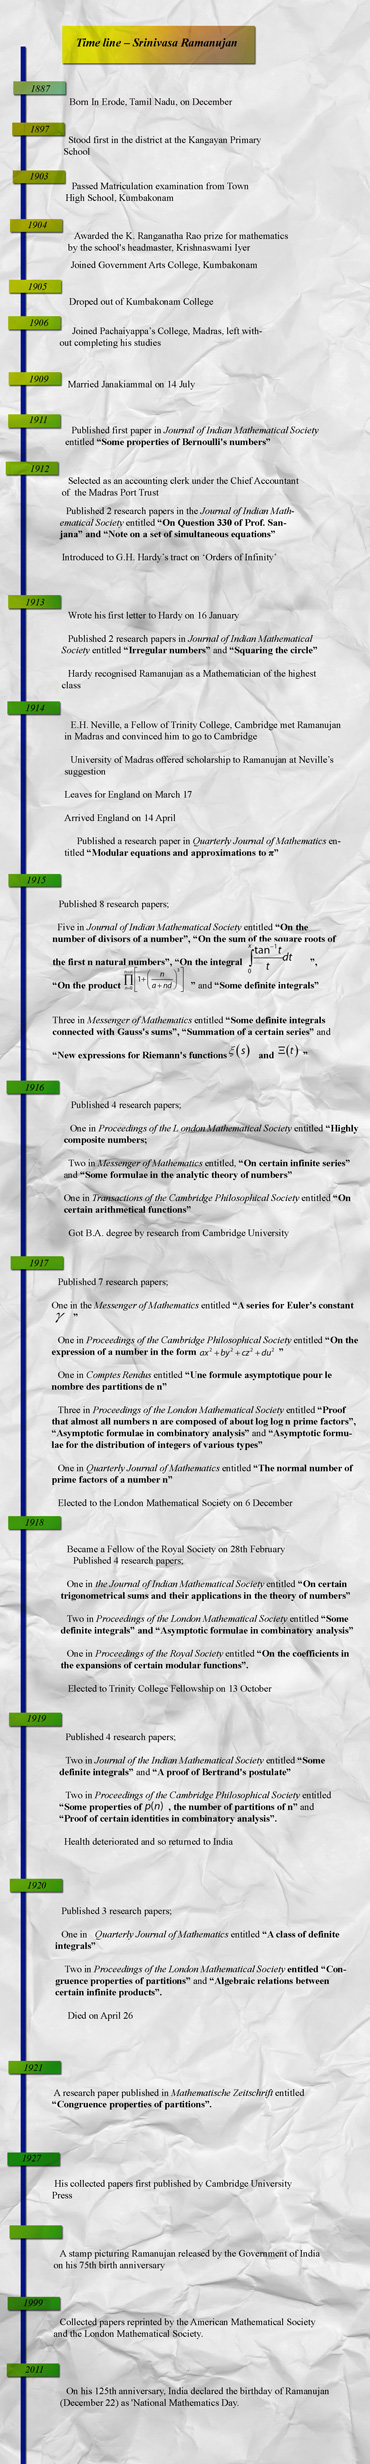 Time line – Srinivasa Ramanujan
1887
Born In Erode, Tamil Nadu, on December
1897
Stood first in the district at the Kangayan Primary
School
1903
Passed Matriculation examination from Town
High School, Kumbakonam
1904
Awarded the K. Ranganatha Rao prize for mathematics
by the school's headmaster, Krishnaswami Iyer
Joined Government Arts College, Kumbakonam
1905
Droped out of Kumbakonam College
1906
Joined Pachaiyappa's College, Madras, left with-
out completing his studies
1909
Married Janakiammal on 14 July
1911
Published first paper in Journal of Indian Mathematical Society
entitled “Some properties of Bernoulli's numbers”
1912
Selected as an accounting clerk under the Chief Accountant
of the Madras Port Trust
Published 2 research papers in the Journal of Indian Math-
ematical Society entitled “On Question 330 of Prof. San-
jana” and “Note on a set of simultaneous equations”
Introduced to G.H. Hardy's tract on ‘Orders of Infinity’
1913
Wrote his first letter to Hardy on 16 January
Published 2 research papers in Journal of Indian Mathematical
Society entitled “Irregular numbers” and “Squaring the circle”
Hardy recognised Ramanujan as a Mathematician of the highest
class
1914
E.H. Neville, a Fellow of Trinity College, Cambridge met Ramanujan
in Madras and convinced him to go to Cambridge
University of Madras offered scholarship to Ramanujan at Neville's
suggestion
Leaves for England on March 17
Arrived England on 14 April
Published a research paper in Quarterly Journal of Mathematics en-
titled “Modular equations and approximations to π”
1915
Published 8 research papers;
Five in Journal of Indian Mathematical Society entitled “On the
number of divisors of a number”, “On the sum of the square roots of
the first n natural numbers”, “On the integral ∫₀ˣ tan⁻¹t/t dt ”,
“On the product ∏[1+(n/(a+nd))³] ” and “Some definite integrals”
Three in Messenger of Mathematics entitled “Some definite integrals
connected with Gauss's sums”, “Summation of a certain series” and
“New expressions for Riemann's functions ξ(s) and Ξ(t) ”
1916
Published 4 research papers;
One in Proceedings of the London Mathematical Society entitled “Highly
composite numbers;
Two in Messenger of Mathematics entitled, “On certain infinite series”
and “Some formulae in the analytic theory of numbers”
One in Transactions of the Cambridge Philosophical Society entitled “On
certain arithmetical functions”
Got B.A. degree by research from Cambridge University
1917
Published 7 research papers;
One in the Messenger of Mathematics entitled “A series for Euler's constant
γ ”
One in Proceedings of the Cambridge Philosophical Society entitled “On the
expression of a number in the form ax²+by²+cz²+du² ”
One in Comptes Rendus entitled “Une formule asymptotique pour le
nombre des partitions de n”
Three in Proceedings of the London Mathematical Society entitled “Proof
that almost all numbers n are composed of about log log n prime factors”,
“Asymptotic formulae in combinatory analysis” and “Asymptotic formu-
lae for the distribution of integers of various types”
One in Quarterly Journal of Mathematics entitled “The normal number of
prime factors of a number n”
Elected to the London Mathematical Society on 6 December
1918
Became a Fellow of the Royal Society on 28th February
Published 4 research papers;
One in the Journal of Indian Mathematical Society entitled “On certain
trigonometrical sums and their applications in the theory of numbers”
Two in Proceedings of the London Mathematical Society entitled “Some
definite integrals” and “Asymptotic formulae in combinatory analysis”
One in Proceedings of the Royal Society entitled “On the coefficients in
the expansions of certain modular functions”.
Elected to Trinity College Fellowship on 13 October
1919
Published 4 research papers;
Two in Journal of the Indian Mathematical Society entitled “Some
definite integrals” and “A proof of Bertrand's postulate”
Two in Proceedings of the Cambridge Philosophical Society entitled
“Some properties of p(n) , the number of partitions of n” and
“Proof of certain identities in combinatory analysis”.
Health deteriorated and so returned to India
1920
Published 3 research papers;
One in Quarterly Journal of Mathematics entitled “A class of definite
integrals”
Two in Proceedings of the London Mathematical Society entitled “Con-
gruence properties of partitions” and “Algebraic relations between
certain infinite products”.
Died on April 26
1921
A research paper published in Mathematische Zeitschrift entitled
“Congruence properties of partitions”.
1927
His collected papers first published by Cambridge University
Press
A stamp picturing Ramanujan released by the Government of India
on his 75th birth anniversary
1999
Collected papers reprinted by the American Mathematical Society
and the London Mathematical Society.
2011
On his 125th anniversary, India declared the birthday of Ramanujan
(December 22) as 'National Mathematics Day.